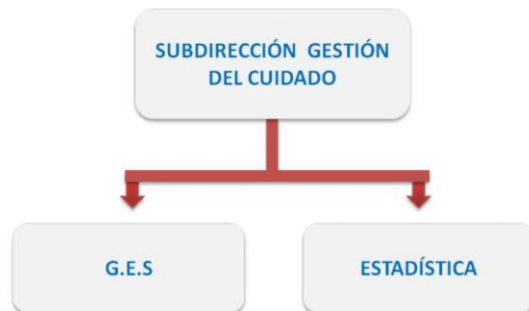 SUBDIRECCIÓN GESTIÓN
DEL CUIDADO
G.E.S
ESTADÍSTICA